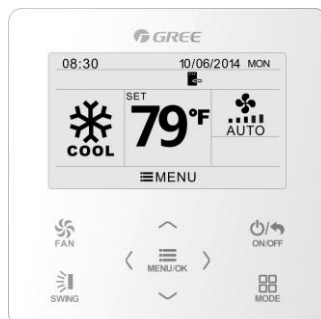 GREE
08:30 10/06/2014 MON
SET
79°F
COOL
AUTO
MENU
FAN
MENU/OK
ON/OFF
SWING
MODE